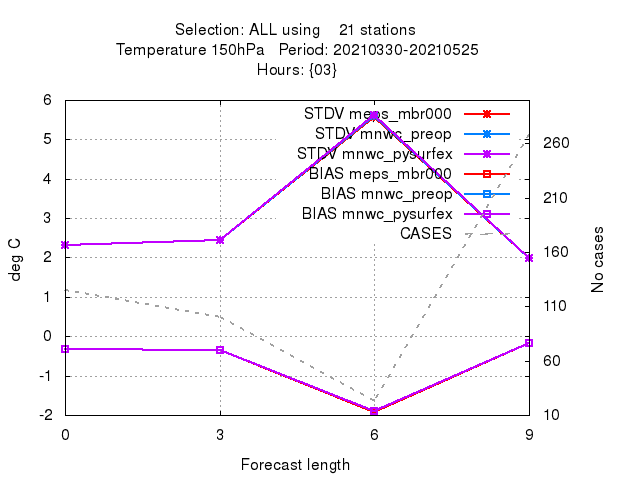 Selection: ALL using    21 stations
Temperature 150hPa   Period: 20210330-20210525
Hours: {03}
STDV meps_mbr000
STDV mnwc_preop
STDV mnwc_pysurfex
BIAS meps_mbr000
BIAS mnwc_preop
BIAS mnwc_pysurfex
CASES
deg C
6
5
4
3
2
1
0
-1
-2
No cases
260
210
160
110
60
10
0 3 6 9
Forecast length